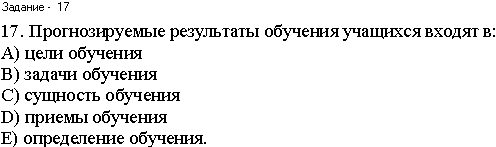 Задание - 17
17. Прогнозируемые результаты обучения учащихся входят в:
A) цели обучения
B) задачи обучения
C) сущность обучения
D) приемы обучения
E) определение обучения.